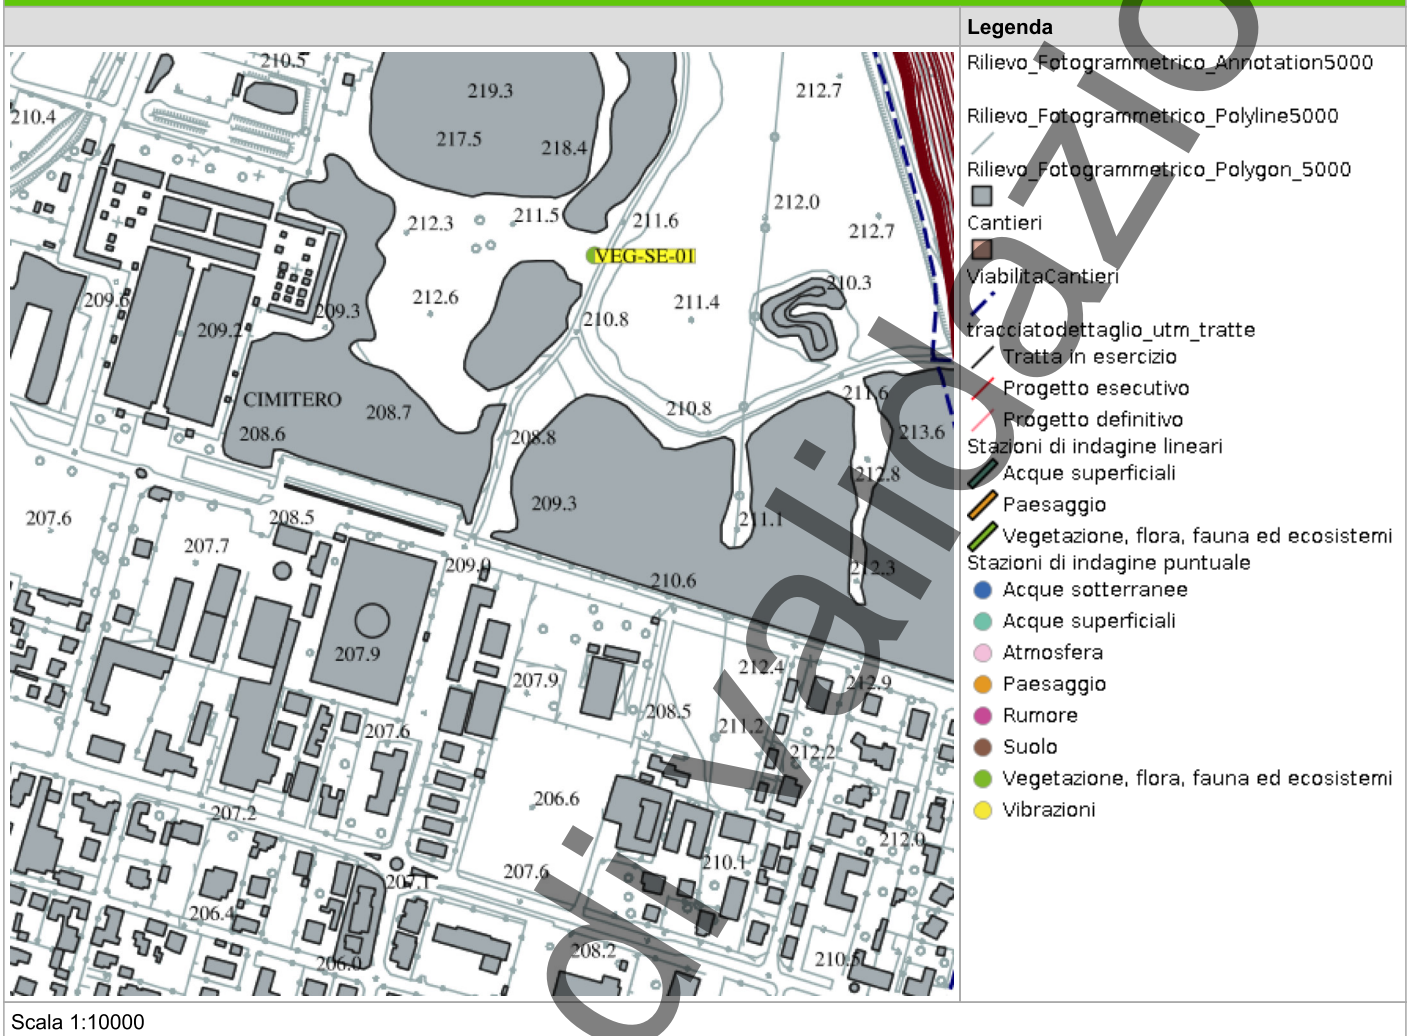 Legenda
Rilievo_Fotogrammetrico_Annotation5000
Rilievo_Fotogrammetrico_Polyline5000
Rilievo_Fotogrammetrico_Polygon_5000
Cantieri
ViabilitaCantieri
tracciatodettaglio_utm_tratte
Tratta in esercizio
Progetto esecutivo
Progetto definitivo
Stazioni di indagine lineari
Acque superficiali
Paesaggio
Vegetazione, flora, fauna ed ecosistemi
Stazioni di indagine puntuale
Acque sotterranee
Acque superficiali
Atmosfera
Paesaggio
Rumore
Suolo
Vegetazione, flora, fauna ed ecosistemi
Vibrazioni
210.5
219.3
212.7
210.4
217.5
218.4
212.0
212.3
211.5
211.6
212.7
VEG-SE-01
210.3
209.6
212.6
211.4
209.3
209.2
210.8
CIMITERO
208.7
210.8
211.6
208.6
208.8
213.6
212.8
209.3
207.6
208.5
211.1
207.7
209.0
210.6
212.3
207.9
212.4
207.9
212.9
208.5
211.2
207.6
212.2
206.6
207.2
212.0
210.1
207.6
207.1
206.4
208.2
206.0
210.5
di validazio
Scala 1:10000